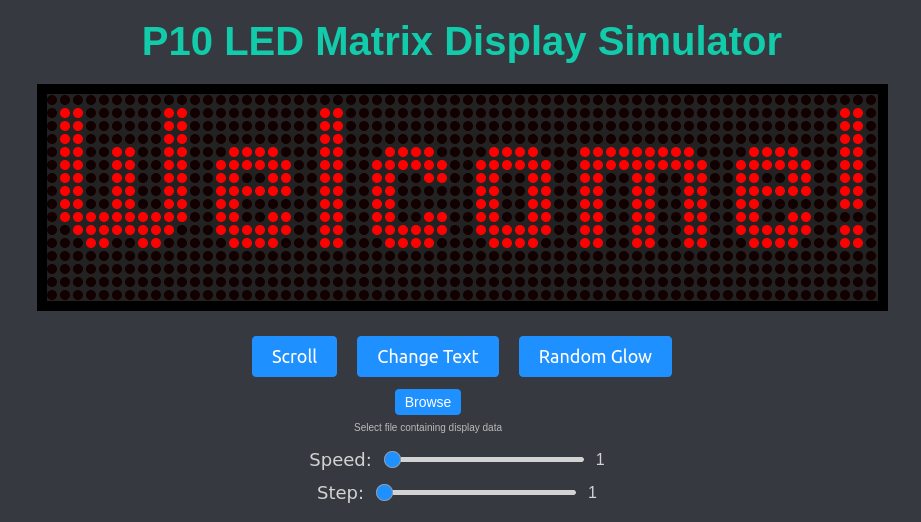 P10 LED Matrix Display Simulator
Welcome!
Scroll Change Text Random Glow
Browse
Select file containing display data
Speed: 1
Step: 1